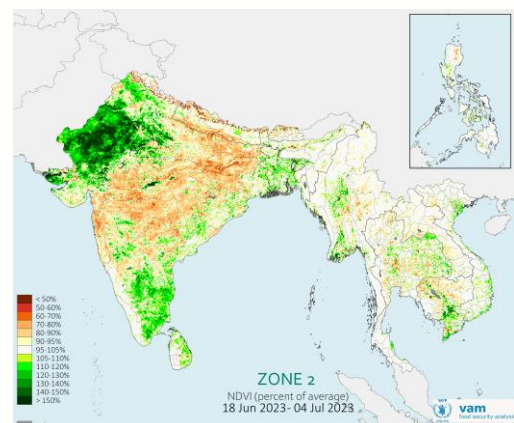 < 50%
50-60%
60-70%
70-80%
80-90%
90-95%
95-105%
105-110%
110-120%
120-130%
130-140%
140-150%
> 150%
ZONE 2
NDVI (percent of average)
18 Jun 2023- 04 Jul 2023
WFP
vam
food security analysis